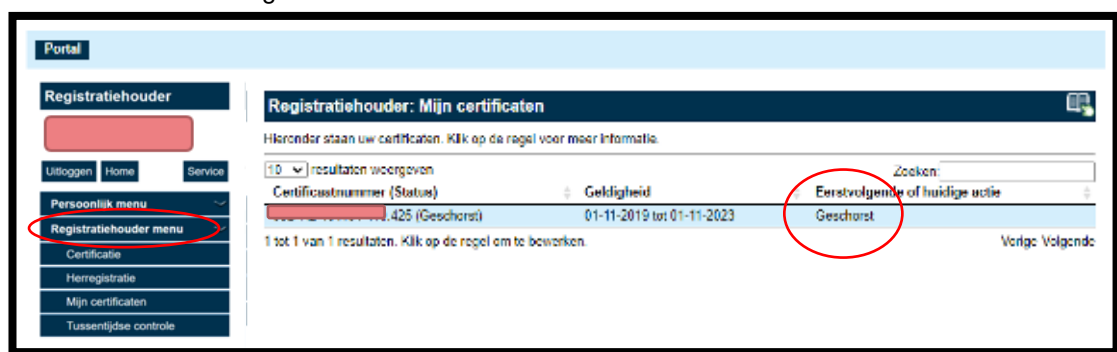 Portal
Registratiehouder
Uitloggen Home Service
Persoonlijk menu
Registratiehouder menu
Certificatie
Herregistratie
Mijn certificaten
Tussentijdse controle
Registratiehouder: Mijn certificaten
Hieronder staan uw certificaten. Klik op de regel voor meer informatie.
10 resultaten weergeven Zoeken:
Certificaatnummer (Status) Geldigheid Eerstvolgende of huidige actie
.425 (Geschorst) 01-11-2019 tot 01-11-2023 Geschorst
1 tot 1 van 1 resultaten. Klik op de regel om te bewerken. Vorige Volgende